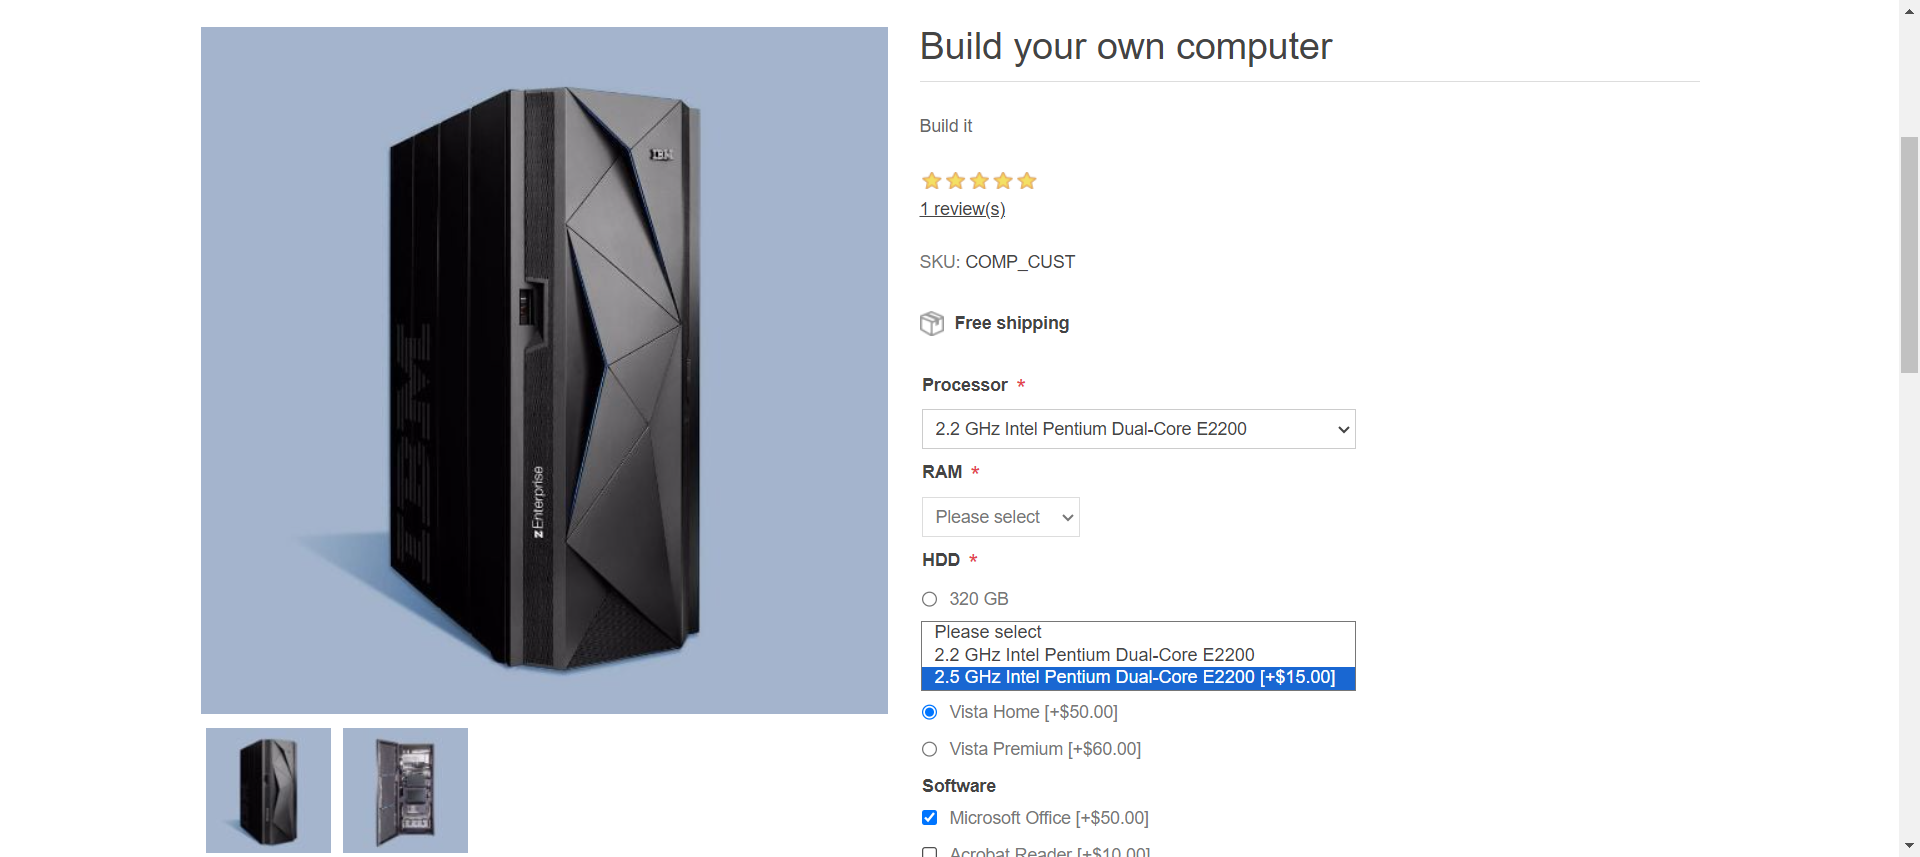 Build your own computer
Build it
1 review(s)
SKU: COMP_CUST
Free shipping
Processor *
2.2 GHz Intel Pentium Dual-Core E2200
RAM *
Please select
HDD *
320 GB
Please select
2.2 GHz Intel Pentium Dual-Core E2200
2.5 GHz Intel Pentium Dual-Core E2200 [+$15.00]
Vista Home [+$50.00]
Vista Premium [+$60.00]
Software
Microsoft Office [+$50.00]
Acrobat Reader [+$10.00]
IBM
IBM
zEnterprise